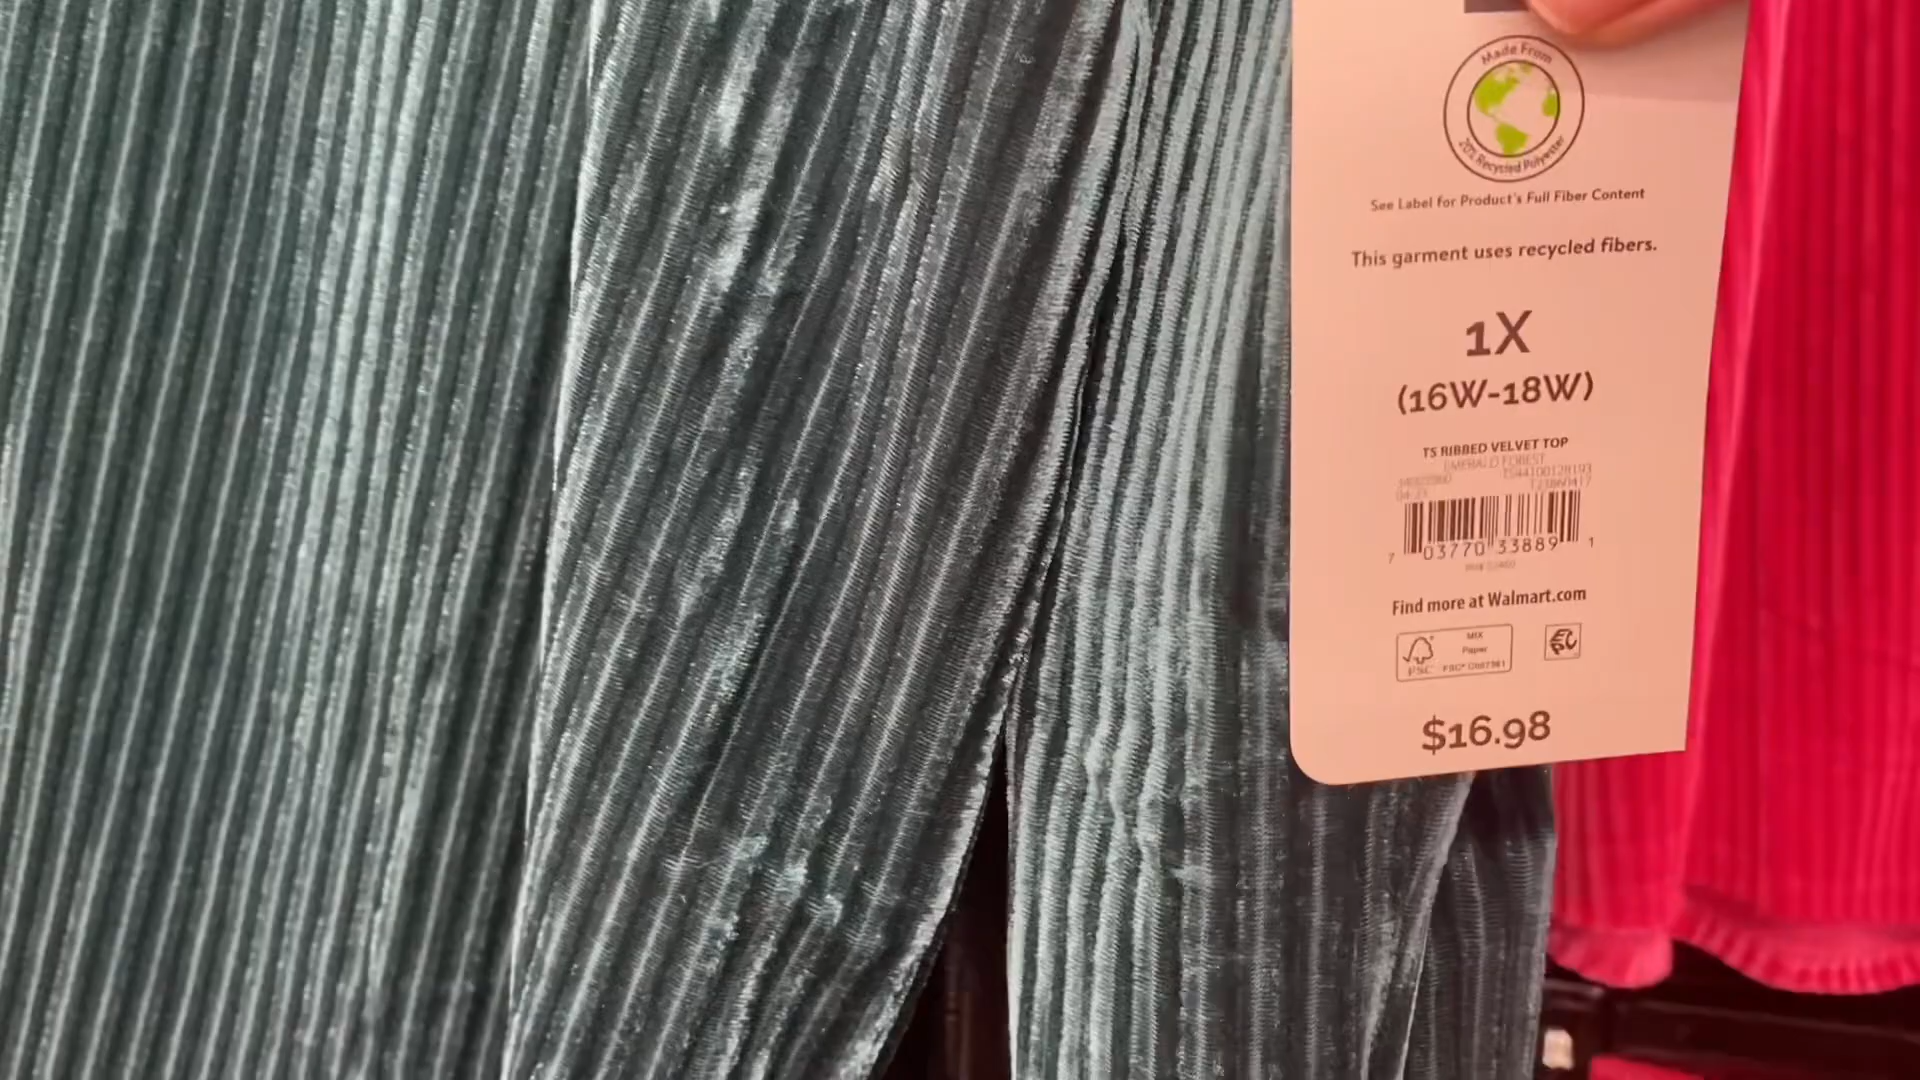 Made From
20% Recycled Polyester
See Label for Product's Full Fiber Content
This garment uses recycled fibers.
1X
(16W-18W)
TS RIBBED VELVET TOP
EMERALD FOREST
7 03770 33889 1
Find more at Walmart.com
MIX
Paper
FSC
$16.98